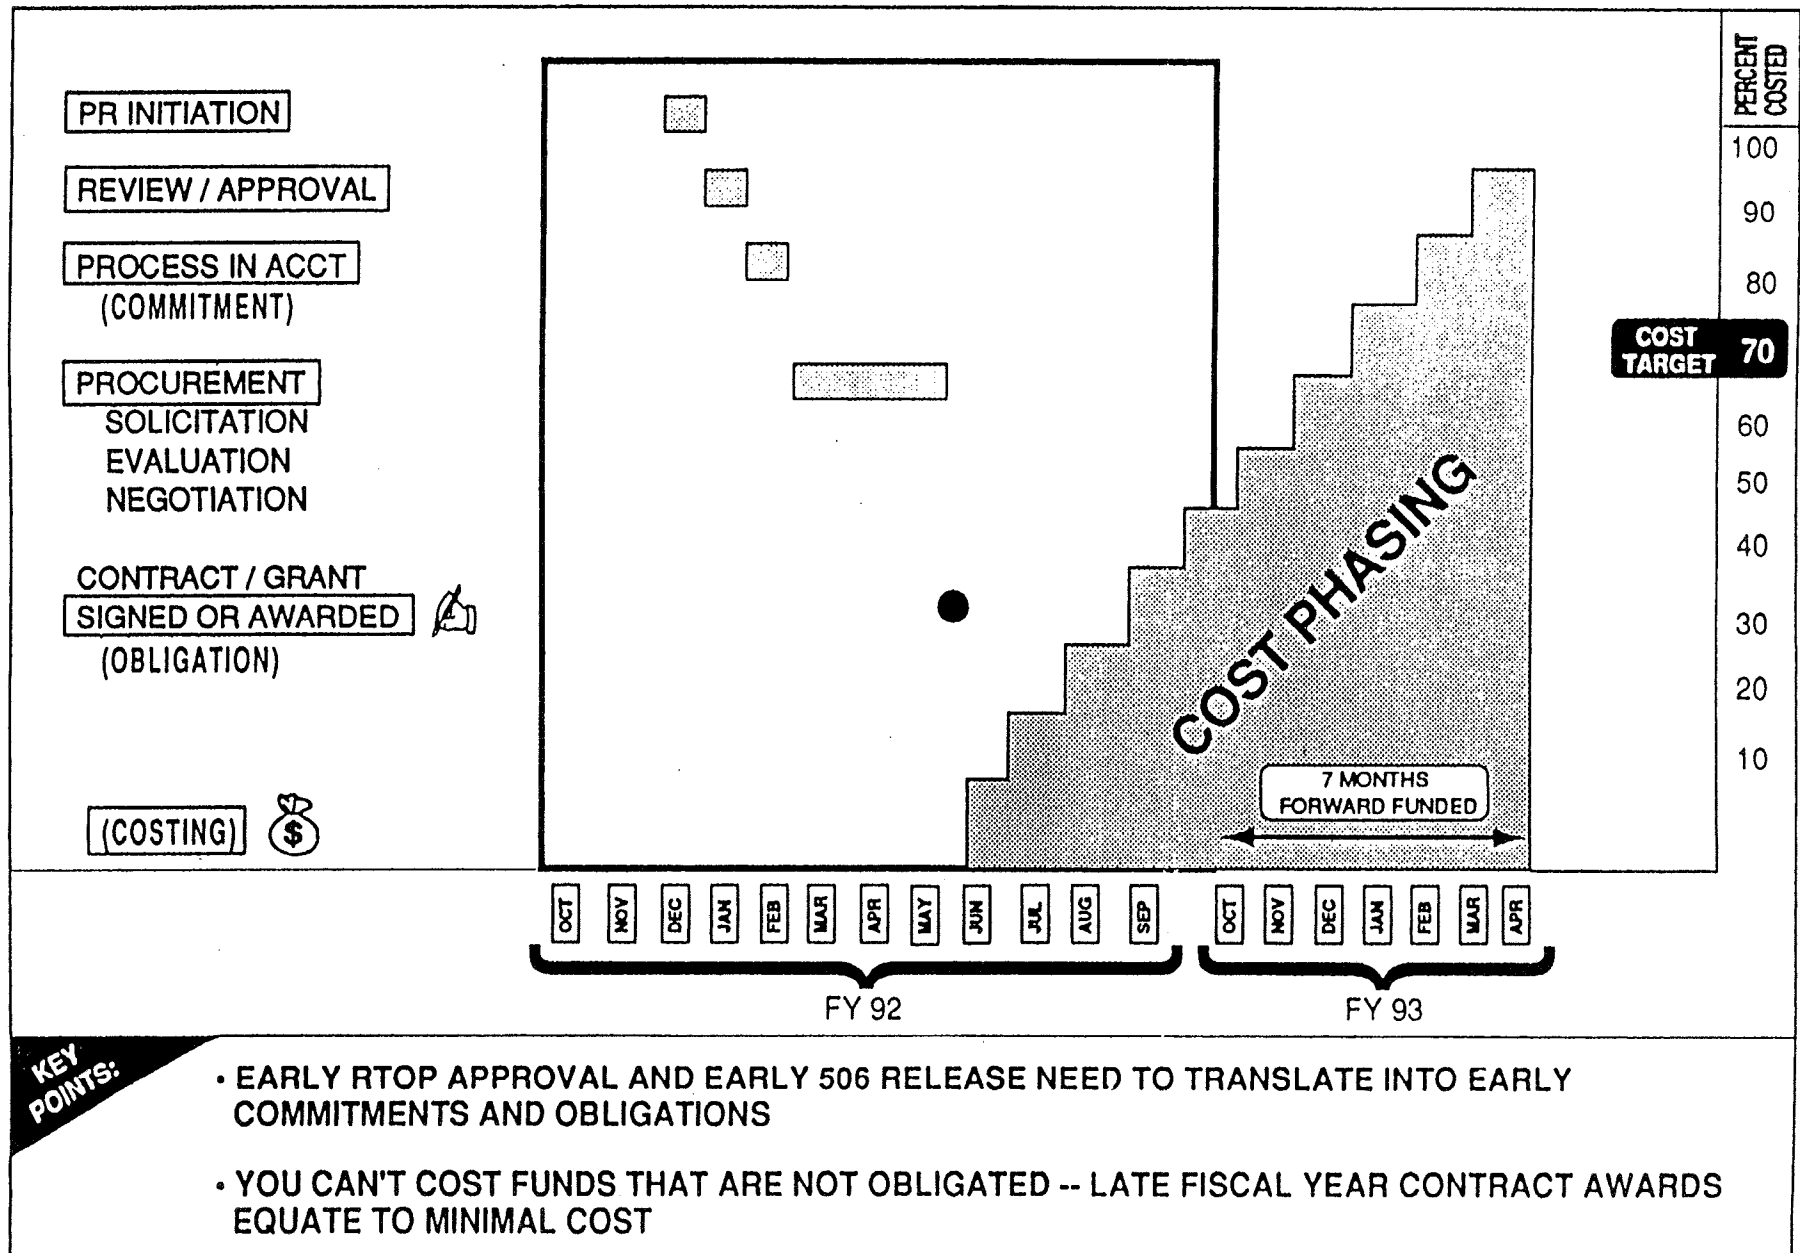 PERCENT
COSTED
PR INITIATION
REVIEW / APPROVAL
PROCESS IN ACCT
(COMMITMENT)
PROCUREMENT
SOLICITATION
EVALUATION
NEGOTIATION
CONTRACT / GRANT
SIGNED OR AWARDED
(OBLIGATION)
(COSTING)
$
100
90
80
COST
TARGET 70
60
50
40
30
20
10
COST PHASING
7 MONTHS
FORWARD FUNDED
OCT NOV DEC JAN FEB MAR APR MAY JUN JUL AUG SEP OCT NOV DEC JAN FEB MAR APR
FY 92 FY 93
KEY
POINTS:
• EARLY RTOP APPROVAL AND EARLY 506 RELEASE NEED TO TRANSLATE INTO EARLY
COMMITMENTS AND OBLIGATIONS
• YOU CAN'T COST FUNDS THAT ARE NOT OBLIGATED -- LATE FISCAL YEAR CONTRACT AWARDS
EQUATE TO MINIMAL COST